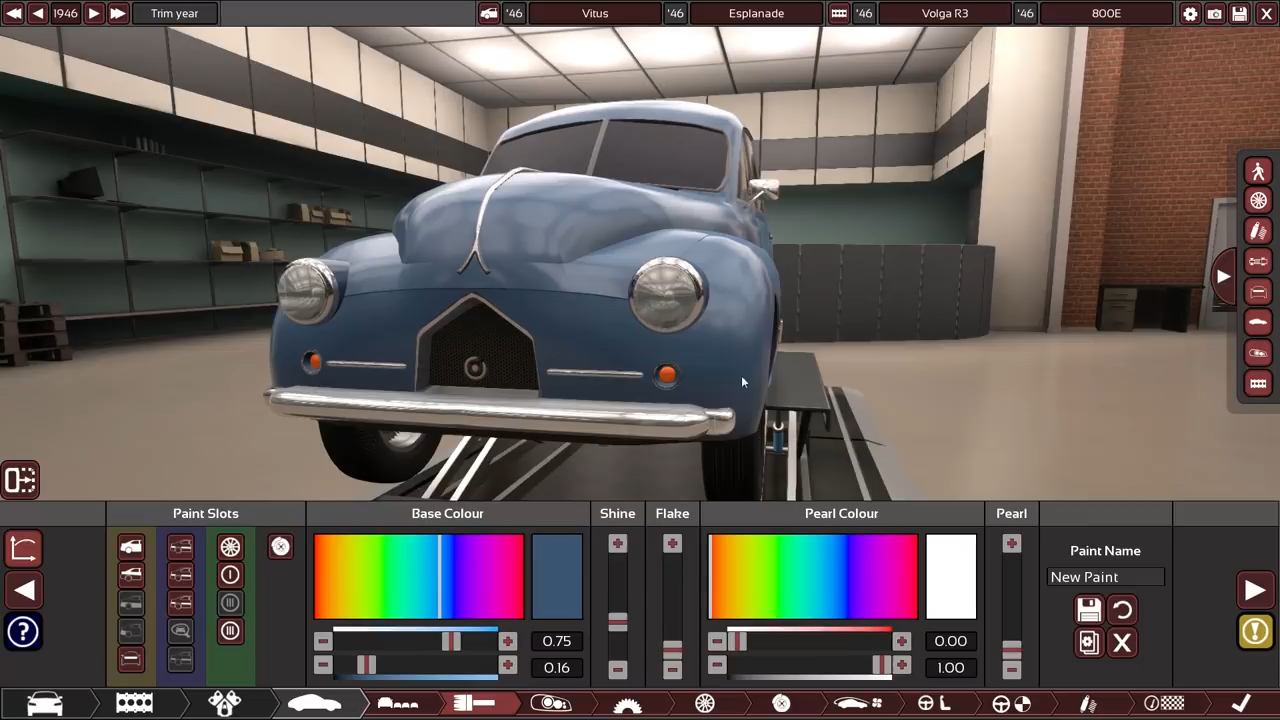 1946
Trim year
'46
Vitus
'46
Esplanade
'46
Volga R3
'46
800E
Paint Slots
Base Colour
Shine
Flake
Pearl Colour
Pearl
Paint Name
New Paint
0.75
0.16
0.00
1.00